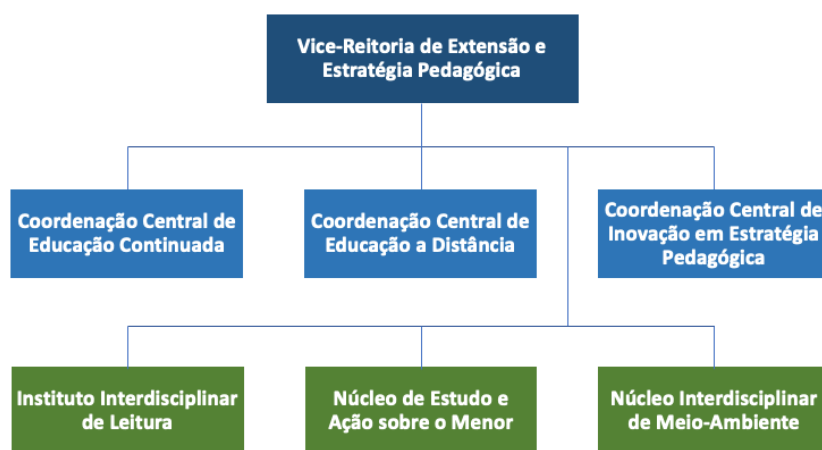 Vice-Reitoria de Extensão e
Estratégia Pedagógica
Coordenação Central de
Educação Continuada
Coordenação Central de
Educação a Distância
Coordenação Central de
Inovação em Estratégia
Pedagógica
Instituto Interdisciplinar
de Leitura
Núcleo de Estudo e
Ação sobre o Menor
Núcleo Interdisciplinar
de Meio-Ambiente